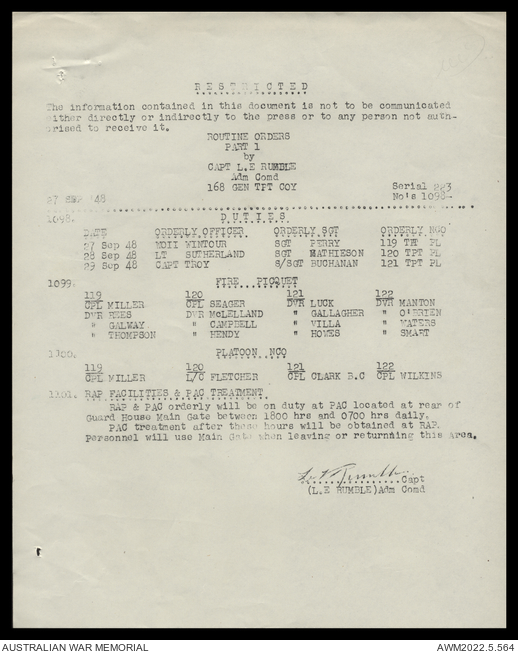 RESTRICTED
The information contained in this document is not to be communicated
either directly or indirectly to the press or to any person not auth-
orised to receive it.
ROUTINE ORDERS
PART 1
by
CAPT L.E RUMBLE
Adm Comd
168 GEN TPT COY
Serial 223
27 SEP '48 No's 1098-
1098. DUTIES
DATE ORDERLY OFFICER ORDERLY SGT ORDERLY NCO
27 Sep 48 WOII WINTOUR SGT PERRY 119 TPT PL
28 Sep 48 LT SUTHERLAND SGT MATHIESON 120 TPT PL
29 Sep 48 CAPT TROY S/SGT BUCHANAN 121 TPT PL
1099. FIRE PICQUET
119 120 121 122
CPL MILLER CPL SEAGER DVR LUCK DVR MANTON
DVR REES DVR McLELLAND " GALLAGHER " O'BRIEN
" GALWAY " CAMPBELL " VILLA " WATERS
" THOMPSON " HENDY " HOWES " SMART
1100. PLATOON NCO
119 120 121 122
CPL MILLER L/C FLETCHER CPL CLARK B.C CPL WILKINS
1101. RAP FACILITIES & PAC TREATMENT
RAP & PAC orderly will be on duty at PAC located at rear of
Guard House Main Gate between 1800 hrs and 0700 hrs daily.
PAC treatment after these hours will be obtained at RAP.
Personnel will use Main Gate when leaving or returning this Area.
Capt
(L.E RUMBLE)Adm Comd
AUSTRALIAN WAR MEMORIAL AWM2022.5.564